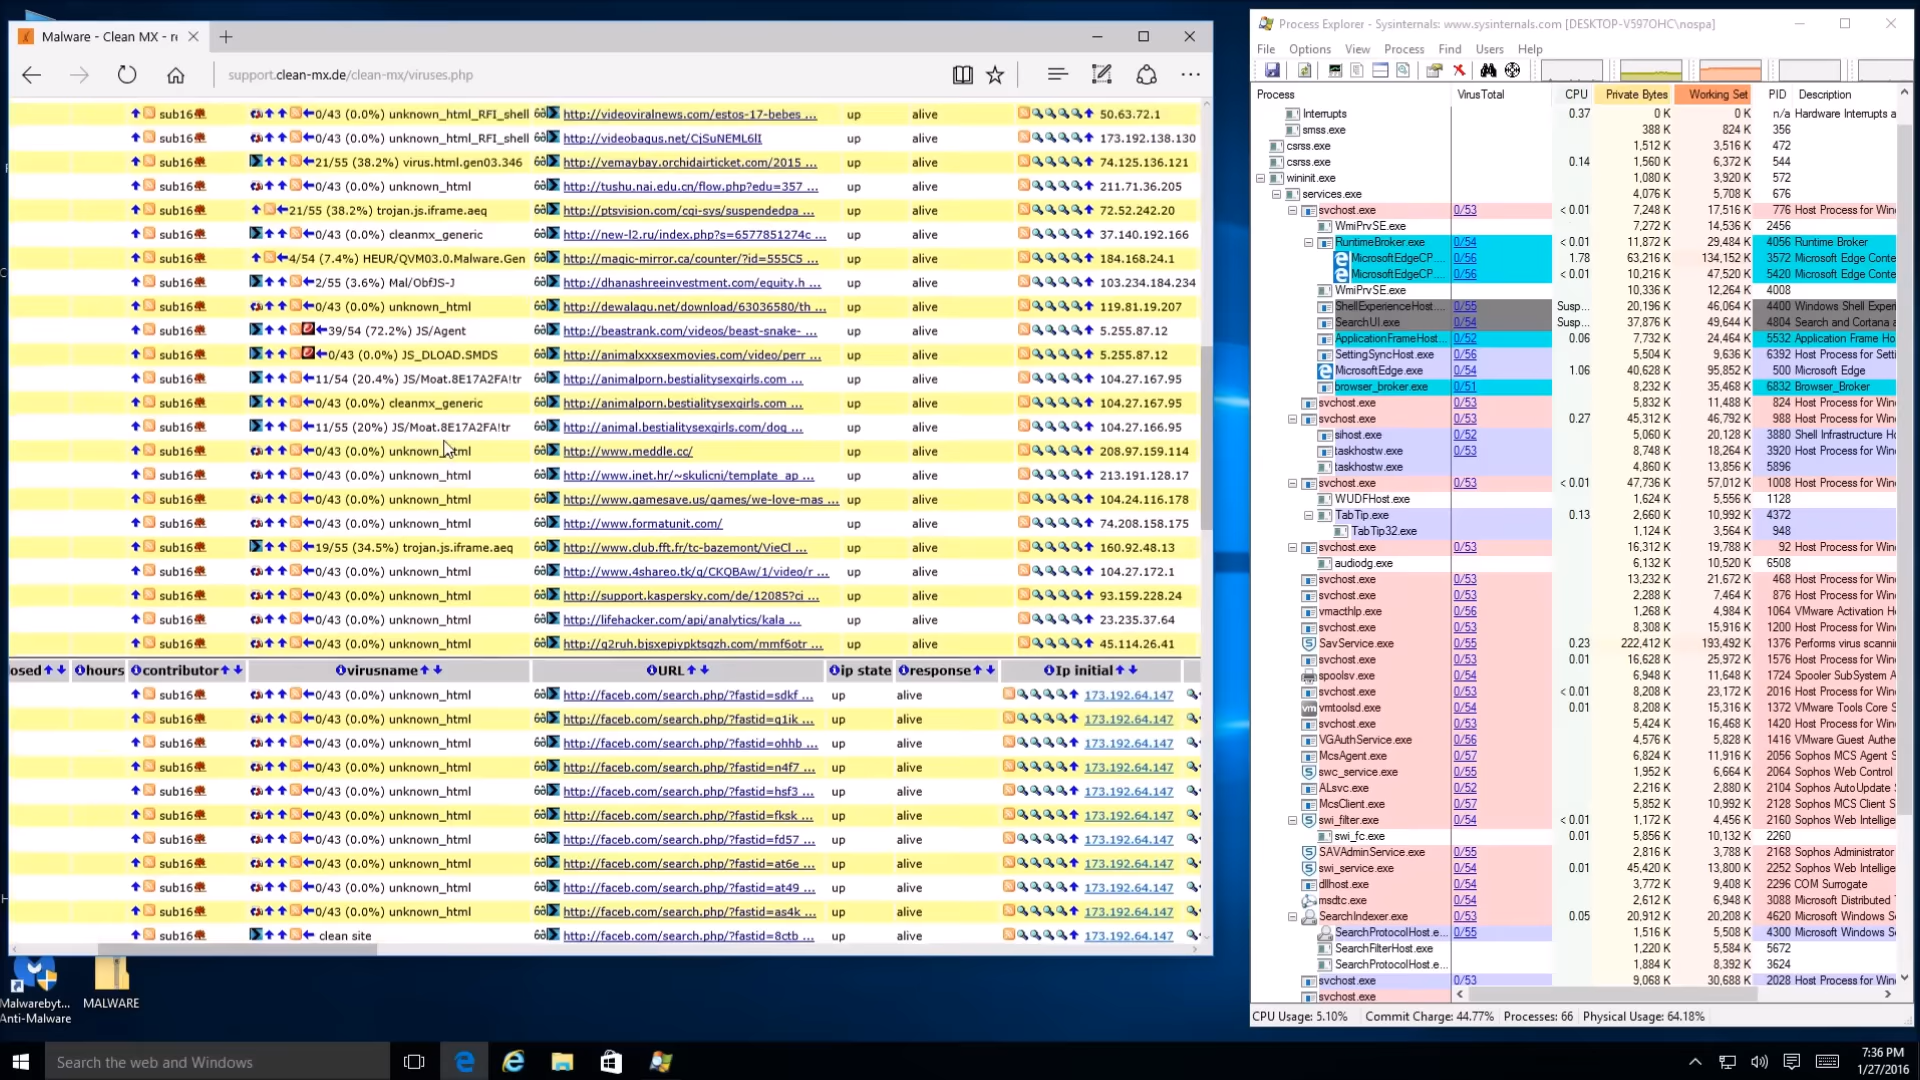 Malware - Clean MX - re
support.clean-mx.de/clean-mx/viruses.php
sub16 0/43 (0.0%) unknown_html_RFI_shell http://videoviralnews.com/estos-17-bebes ... up alive 50.63.72.1
sub16 0/43 (0.0%) unknown_html_RFI_shell http://videobagus.net/CjSuNEML6lI up alive 173.192.138.130
sub16 21/55 (38.2%) virus.html.gen03.346 http://vemaybay.orchidairticket.com/2015 ... up alive 74.125.136.121
sub16 0/43 (0.0%) unknown_html http://tushu.nai.edu.cn/flow.php?edu=357 ... up alive 211.71.36.205
sub16 21/55 (38.2%) trojan.js.iframe.aeq http://ptsvision.com/cgi-sys/suspendedpa ... up alive 72.52.242.20
sub16 0/43 (0.0%) cleanmx_generic http://new-l2.ru/index.php?s=6577851274c ... up alive 37.140.192.166
sub16 4/54 (7.4%) HEUR/QVM03.0.Malware.Gen http://magic-mirror.ca/counter/?id=555C5 ... up alive 184.168.24.1
sub16 2/55 (3.6%) Mal/ObfJS-J http://dhanashreeinvestment.com/equity.h ... up alive 103.234.184.234
sub16 0/43 (0.0%) unknown_html http://dewalagu.net/download/63036580/th ... up alive 119.81.19.207
sub16 39/54 (72.2%) JS/Agent http://beastrank.com/videos/beast-snake- ... up alive 5.255.87.12
sub16 0/43 (0.0%) JS_DLOAD.SMDS http://animalxxxsexmovies.com/video/perr ... up alive 5.255.87.12
sub16 11/54 (20.4%) JS/Moat.8E17A2FA!tr http://animalporn.bestialitysexgirls.com ... up alive 104.27.167.95
sub16 0/43 (0.0%) cleanmx_generic http://animalporn.bestialitysexgirls.com ... up alive 104.27.167.95
sub16 11/55 (20%) JS/Moat.8E17A2FA!tr http://animal.bestialitysexgirls.com/dog ... up alive 104.27.166.95
sub16 0/43 (0.0%) unknown_html http://www.meddle.cc/ up alive 208.97.159.114
sub16 0/43 (0.0%) unknown_html http://www.inet.hr/~skulicni/template_ap ... up alive 213.191.128.17
sub16 0/43 (0.0%) unknown_html http://www.gamesave.us/games/we-love-mas ... up alive 104.24.116.178
sub16 0/43 (0.0%) unknown_html http://www.formatunit.com/ up alive 74.208.158.175
sub16 19/55 (34.5%) trojan.js.iframe.aeq http://www.club.fft.fr/tc-bazemont/VieCl ... up alive 160.92.48.13
sub16 0/43 (0.0%) unknown_html http://www.4shareo.tk/q/CKQBAw/1/video/r ... up alive 104.27.172.1
sub16 0/43 (0.0%) unknown_html http://support.kaspersky.com/de/12085?ci ... up alive 93.159.228.24
sub16 0/43 (0.0%) unknown_html http://lifehacker.com/api/analytics/kala ... up alive 23.235.37.64
sub16 0/43 (0.0%) unknown_html http://q2ruh.bjsxepiypktsgzh.com/mmf6otr ... up alive 45.114.26.41
osed hours contributor virusname URL ip state response Ip initial
sub16 0/43 (0.0%) unknown_html http://faceb.com/search.php/?fastid=sdkf ... up alive 173.192.64.147
sub16 0/43 (0.0%) unknown_html http://faceb.com/search.php/?fastid=q1ik ... up alive 173.192.64.147
sub16 0/43 (0.0%) unknown_html http://faceb.com/search.php/?fastid=ohhb ... up alive 173.192.64.147
sub16 0/43 (0.0%) unknown_html http://faceb.com/search.php/?fastid=n4f7 ... up alive 173.192.64.147
sub16 0/43 (0.0%) unknown_html http://faceb.com/search.php/?fastid=hsf3 ... up alive 173.192.64.147
sub16 0/43 (0.0%) unknown_html http://faceb.com/search.php/?fastid=fksk ... up alive 173.192.64.147
sub16 0/43 (0.0%) unknown_html http://faceb.com/search.php/?fastid=fd57 ... up alive 173.192.64.147
sub16 0/43 (0.0%) unknown_html http://faceb.com/search.php/?fastid=at6e ... up alive 173.192.64.147
sub16 0/43 (0.0%) unknown_html http://faceb.com/search.php/?fastid=at49 ... up alive 173.192.64.147
sub16 0/43 (0.0%) unknown_html http://faceb.com/search.php/?fastid=as4k ... up alive 173.192.64.147
sub16 clean site http://faceb.com/search.php/?fastid=8ctb ... up alive 173.192.64.147
Process Explorer - Sysinternals: www.sysinternals.com [DESKTOP-V597OHC\nospa]
File Options View Process Find Users Help
Process VirusTotal CPU Private Bytes Working Set PID Description
Interrupts 0.37 0 K 0 K n/a Hardware Interrupts a
smss.exe 388 K 824 K 356
csrss.exe 1,512 K 3,516 K 472
csrss.exe 0.14 1,560 K 6,372 K 544
wininit.exe 1,080 K 3,920 K 572
services.exe 4,076 K 5,708 K 676
svchost.exe 0/53 < 0.01 7,248 K 17,516 K 776 Host Process for Win
WmiPrvSE.exe 7,272 K 14,536 K 2456
RuntimeBroker.exe 0/54 < 0.01 11,872 K 29,484 K 4056 Runtime Broker
MicrosoftEdgeCP... 0/56 1.78 63,216 K 134,152 K 3572 Microsoft Edge Conte
MicrosoftEdgeCP... 0/56 < 0.01 10,216 K 47,520 K 5420 Microsoft Edge Conte
WmiPrvSE.exe 10,336 K 12,264 K 4008
ShellExperienceHost... 0/55 Susp... 20,196 K 46,064 K 4400 Windows Shell Exper
SearchUI.exe 0/54 Susp... 37,876 K 49,644 K 4804 Search and Cortana a
ApplicationFrameHo... 0/52 0.06 7,732 K 24,464 K 5532 Application Frame Ho
SettingSyncHost.exe 0/56 5,504 K 9,636 K 6392 Host Process for Setti
MicrosoftEdge.exe 0/54 1.06 40,628 K 95,852 K 500 Microsoft Edge
browser_broker.exe 0/51 8,232 K 35,468 K 6832 Browser_Broker
svchost.exe 0/53 5,832 K 11,488 K 824 Host Process for Win
svchost.exe 0/53 0.27 45,312 K 46,792 K 988 Host Process for Win
sihost.exe 0/52 5,060 K 20,128 K 3880 Shell Infrastructure Ho
taskhostw.exe 0/53 8,748 K 18,264 K 3920 Host Process for Win
taskhostw.exe 4,860 K 13,856 K 5896
svchost.exe 0/53 < 0.01 47,736 K 57,012 K 1008 Host Process for Win
WUDFHost.exe 1,624 K 5,556 K 1128
TabTip.exe 0.13 2,660 K 10,992 K 4372
TabTip32.exe 1,124 K 3,564 K 948
svchost.exe 0/53 16,312 K 19,788 K 92 Host Process for Win
audiodg.exe 6,132 K 10,520 K 6508
svchost.exe 0/53 13,232 K 21,672 K 468 Host Process for Win
svchost.exe 0/53 2,288 K 7,464 K 876 Host Process for Win
vmacthlp.exe 0/56 1,268 K 4,984 K 1064 VMware Activation H
svchost.exe 0/53 8,308 K 15,916 K 1200 Host Process for Win
SavService.exe 0/55 0.23 222,412 K 193,492 K 1376 Performs virus scannin
svchost.exe 0/53 0.01 16,628 K 25,972 K 1576 Host Process for Win
spoolsv.exe 0/54 6,948 K 11,648 K 1724 Spooler SubSystem A
svchost.exe 0/53 < 0.01 8,208 K 23,172 K 2016 Host Process for Win
vmtoolsd.exe 0/54 0.01 8,208 K 15,316 K 1372 VMware Tools Core S
svchost.exe 0/53 5,424 K 16,468 K 1420 Host Process for Win
VGAuthService.exe 0/56 4,576 K 5,828 K 1416 VMware Guest Authe
McsAgent.exe 0/57 6,824 K 11,916 K 2056 Sophos MCS Agent S
swc_service.exe 0/55 1,952 K 6,664 K 2064 Sophos Web Control
ALsvc.exe 0/52 2,216 K 2,880 K 2104 Sophos AutoUpdate S
McsClient.exe 0/57 5,852 K 10,992 K 2128 Sophos MCS Client S
swi_filter.exe 0/54 < 0.01 1,172 K 4,456 K 2160 Sophos Web Intellige
swi_fc.exe 0.01 5,856 K 10,132 K 2260
SAVAdminService.exe 0/55 2,816 K 3,788 K 2168 Sophos Administrator
swi_service.exe 0/54 0.01 45,420 K 13,800 K 2252 Sophos Web Intellige
dllhost.exe 0/54 3,772 K 9,408 K 2296 COM Surrogate
msdtc.exe 0/54 2,612 K 6,948 K 3088 Microsoft Distributed T
SearchIndexer.exe 0/53 0.05 20,912 K 20,208 K 4620 Microsoft Windows Se
SearchProtocolHost.e... 0/55 1,516 K 5,508 K 4300 Microsoft Windows Se
SearchFilterHost.exe 1,220 K 5,584 K 5672
SearchProtocolHost.e... 1,884 K 8,392 K 3624
svchost.exe 0/53 9,068 K 30,688 K 2028 Host Process for Win
svchost.exe
CPU Usage: 5.10% Commit Charge: 44.77% Processes: 66 Physical Usage: 64.18%
Malwarebyt... Anti-Malware
MALWARE
Search the web and Windows
7:36 PM
1/27/2016